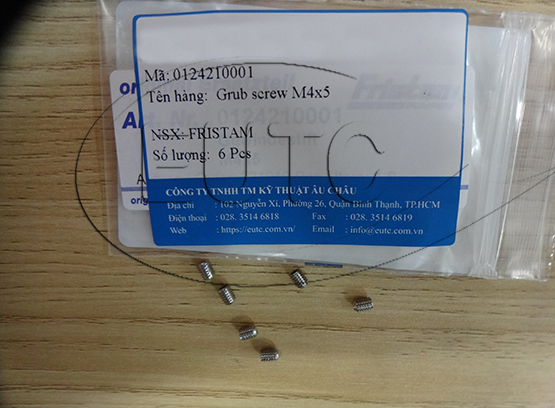 Mã: 0124210001
Tên hàng: Grub screw M4x5
NSX: FRISTAM
Số lượng: 6 Pcs
CÔNG TY TNHH TM KỸ THUẬT ÂU CHÂU
Địa chỉ : 102 Nguyễn Xí, Phường 26, Quận Bình Thạnh, TP.HCM
Điện thoại : 028. 3514 6818 Fax : 028. 3514 6819
Web : https://eutc.com.vn/ Email : info@eutc.com.vn
EUTC